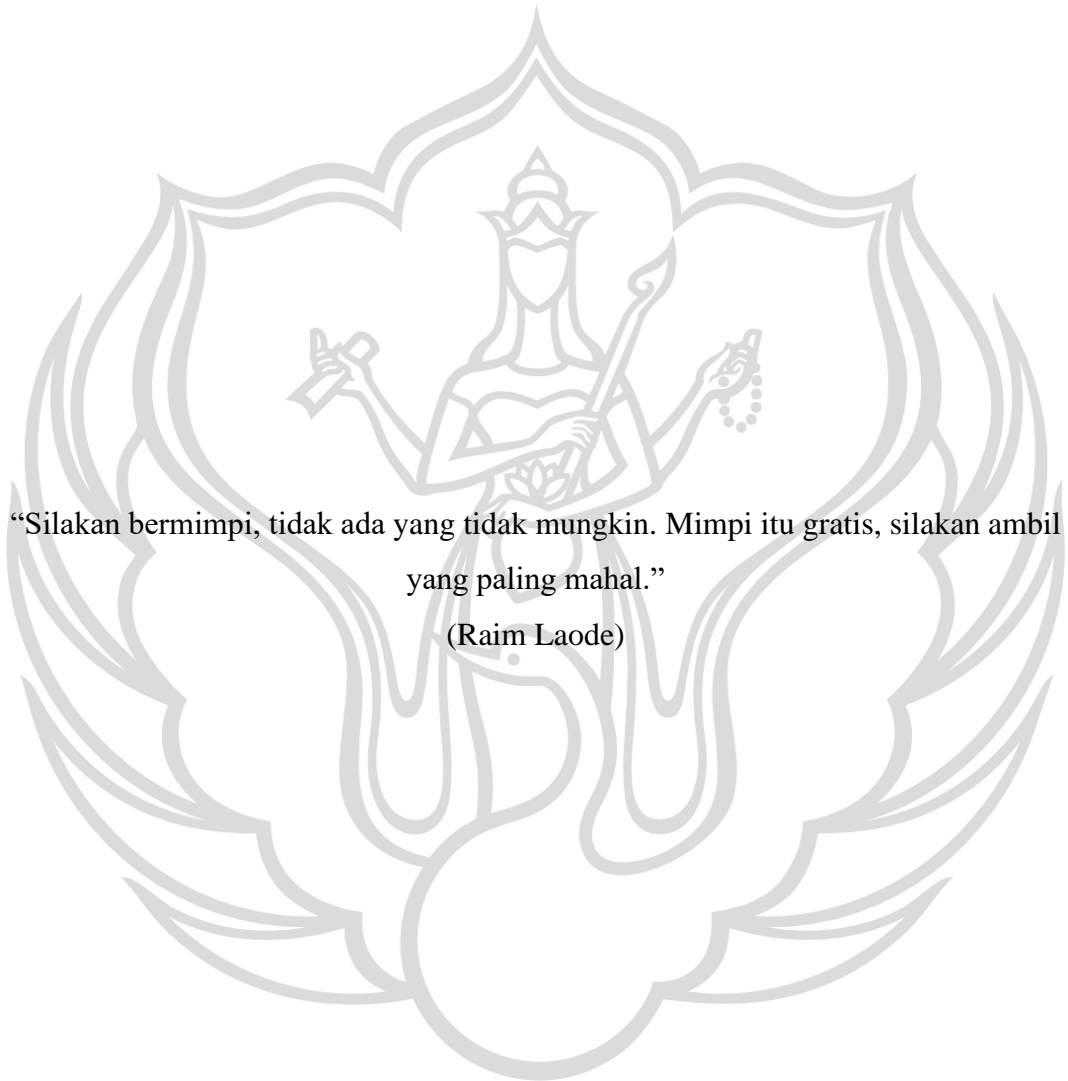 “Silakan bermimpi, tidak ada yang tidak mungkin. Mimpi itu gratis, silakan ambil
yang paling mahal.”
(Raim Laode)